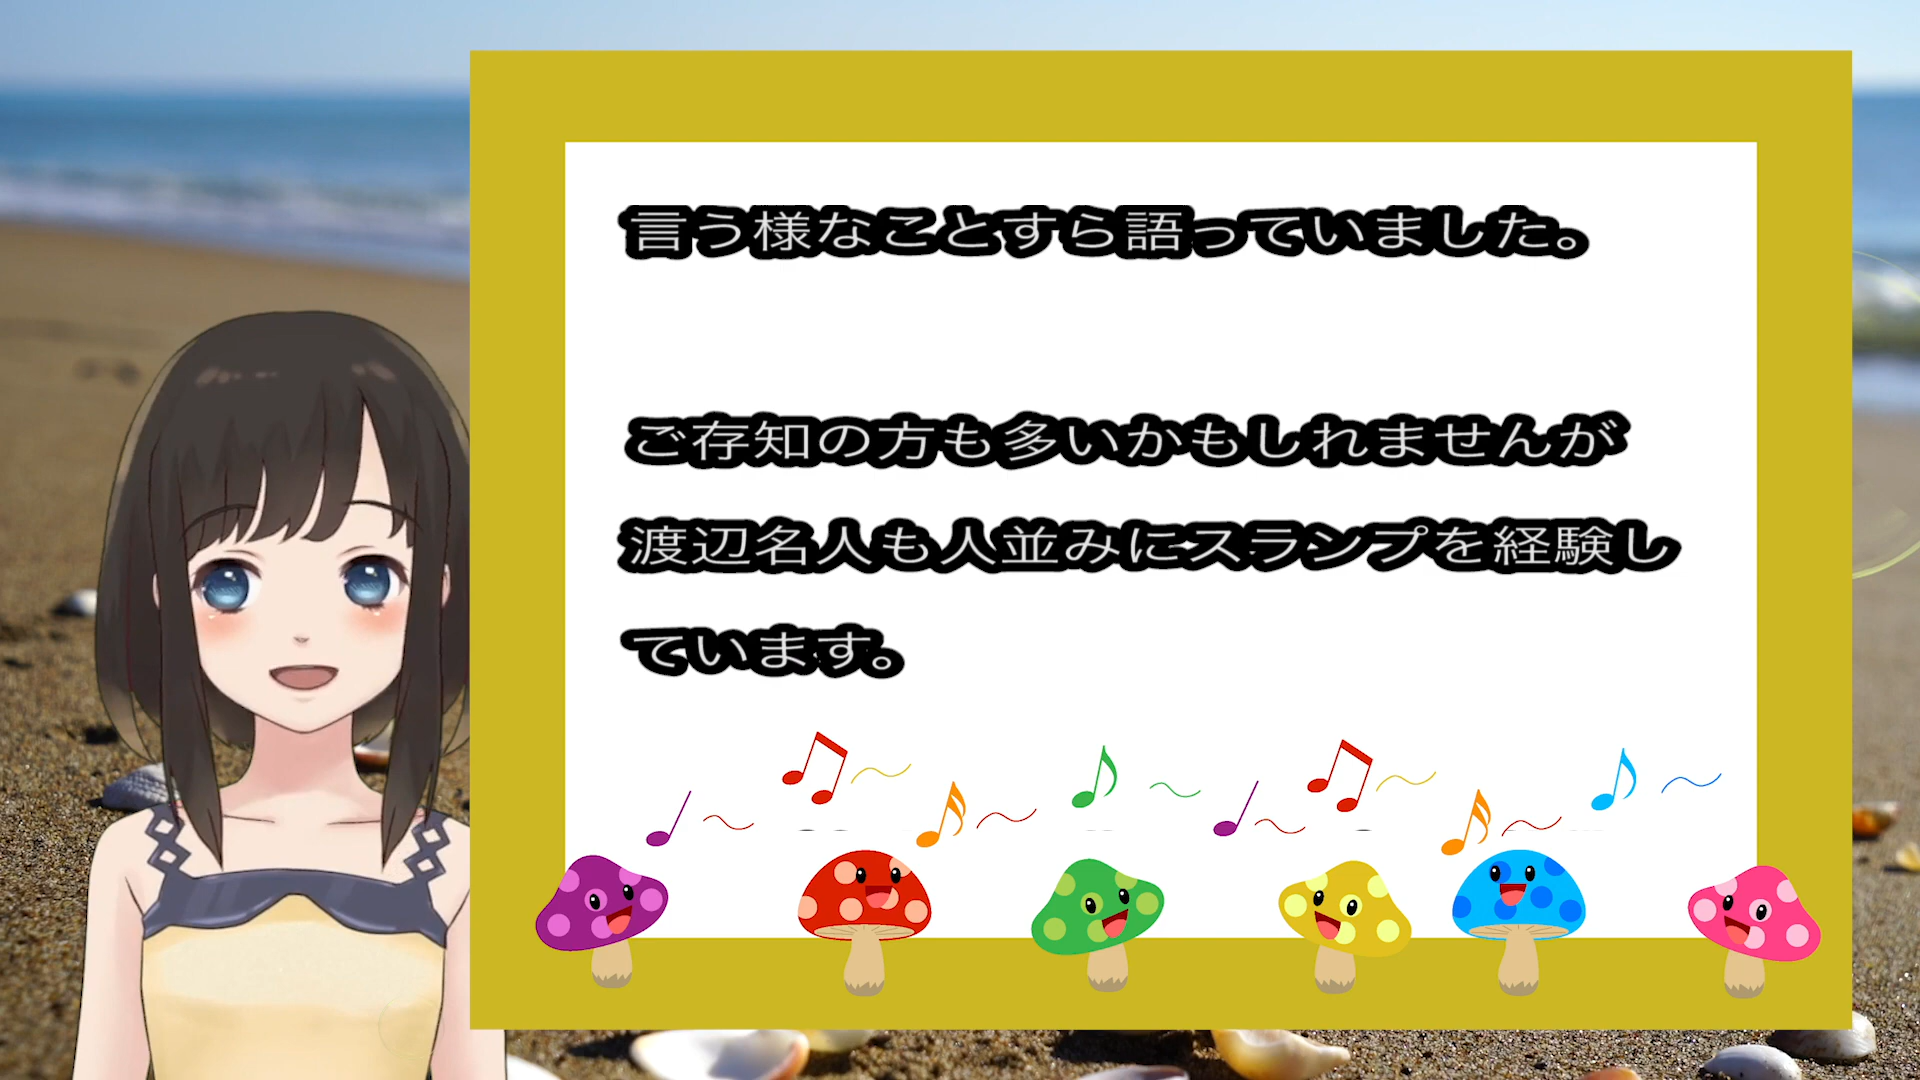 言う様なことすら語っていました。
ご存知の方も多いかもしれませんが
渡辺名人も人並みにスランプを経験し
ています。